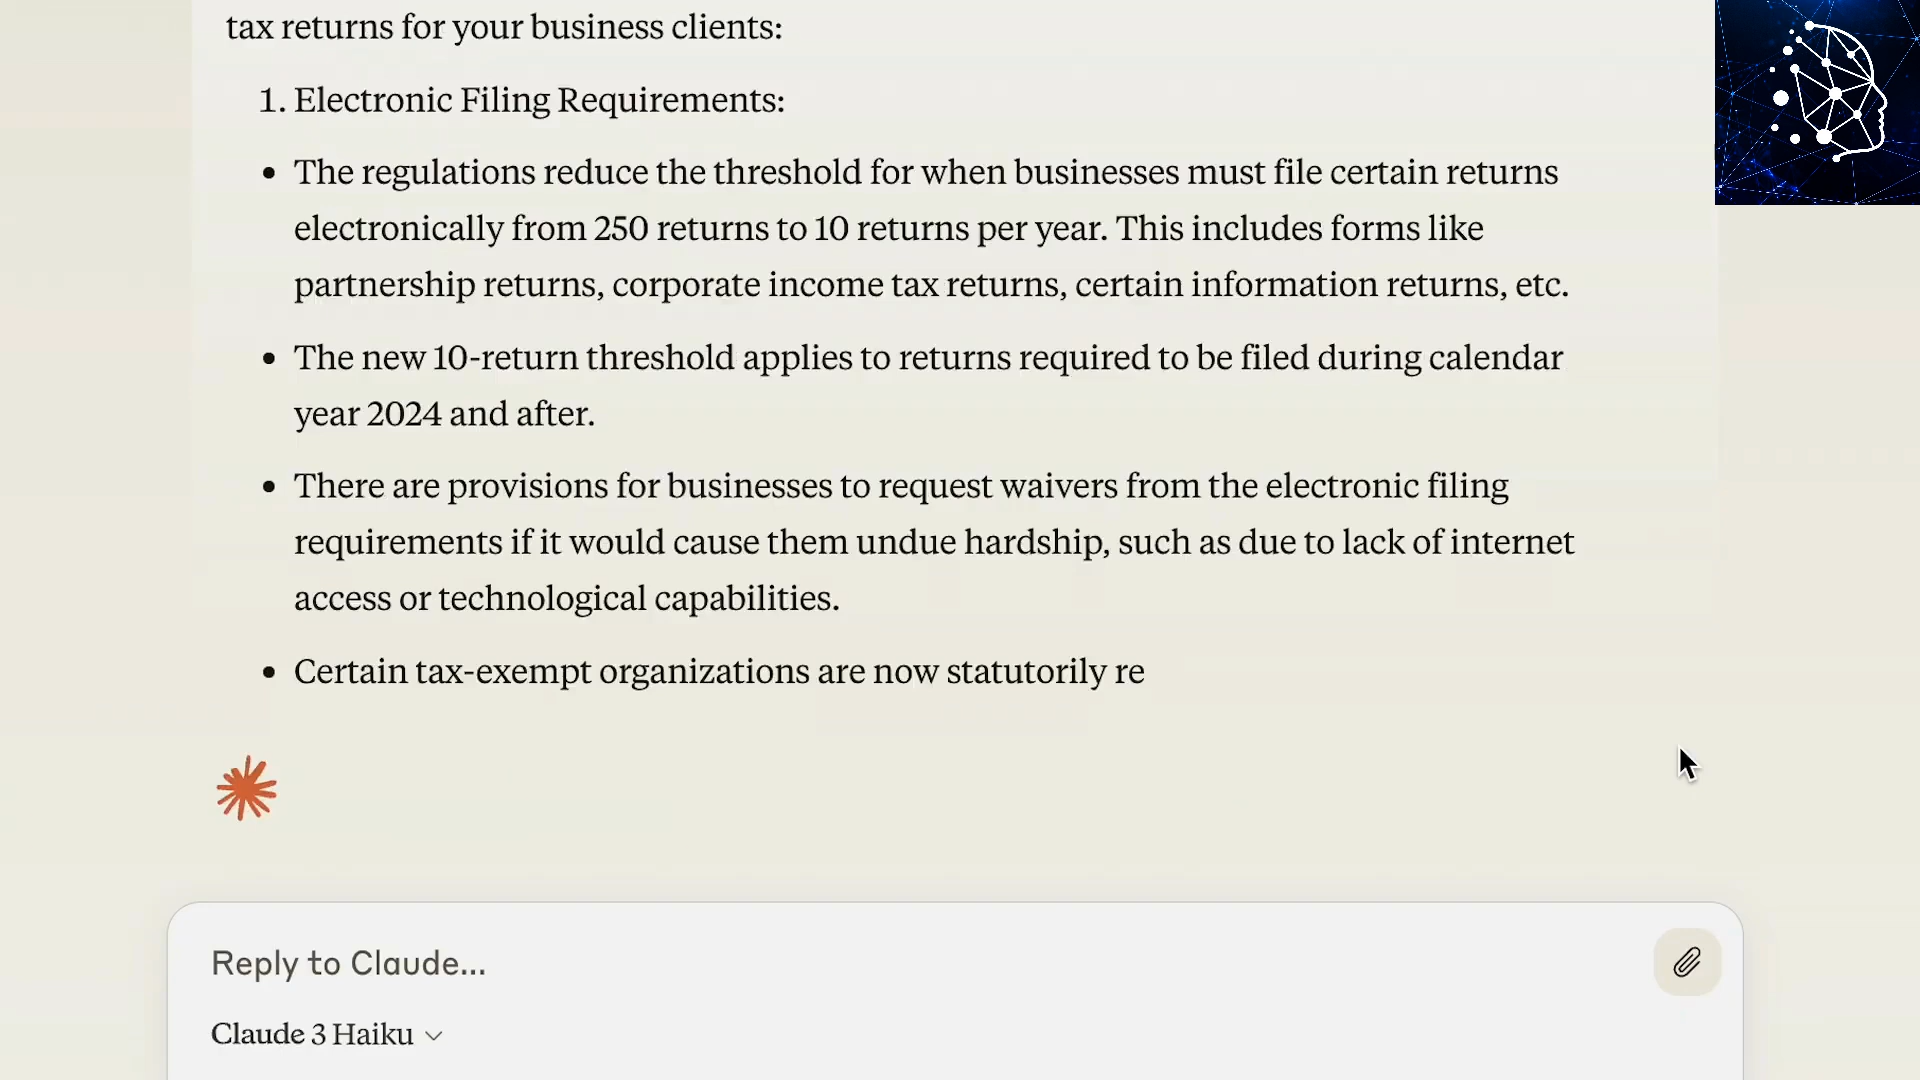 tax returns for your business clients:
1. Electronic Filing Requirements:
• The regulations reduce the threshold for when businesses must file certain returns
electronically from 250 returns to 10 returns per year. This includes forms like
partnership returns, corporate income tax returns, certain information returns, etc.
• The new 10-return threshold applies to returns required to be filed during calendar
year 2024 and after.
• There are provisions for businesses to request waivers from the electronic filing
requirements if it would cause them undue hardship, such as due to lack of internet
access or technological capabilities.
• Certain tax-exempt organizations are now statutorily re
Reply to Claude...
Claude 3 Haiku